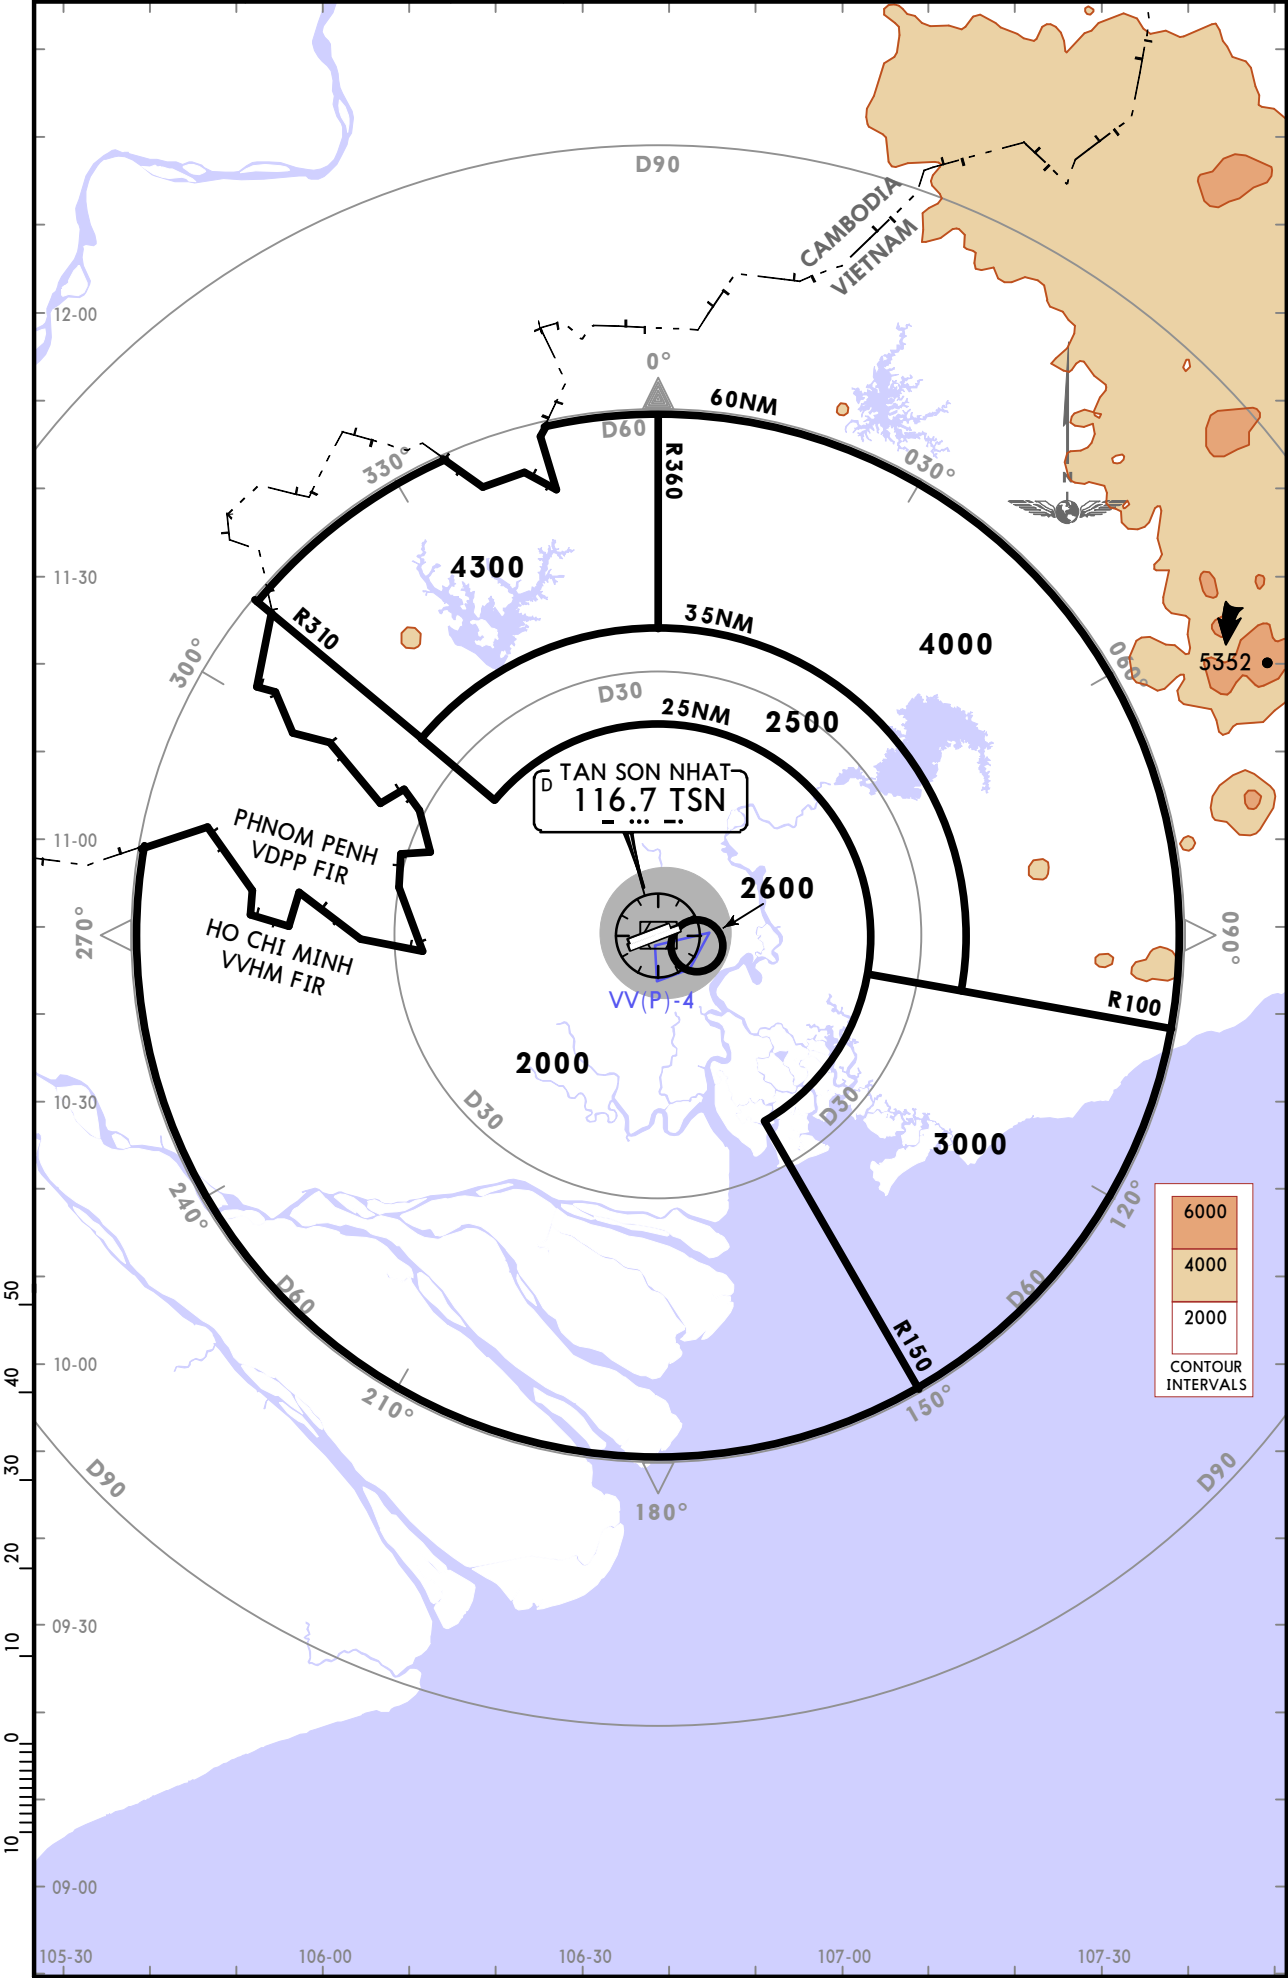 D90
CAMBODIA
VIETNAM
12-00
0°
60NM
D60
R360
330°
030°
N
11-30
4300
R310
35NM
4000
300°
060°
5352
D30
25NM
2500
TAN SON NHAT
D
116.7 TSN
PHNOM PENH
VDPP FIR
11-00
2600
270°
090°
HO CHI MINH
VVHM FIR
VV(P)-4
R100
2000
10-30
D30
D30
3000
240°
120°
6000
4000
2000
CONTOUR
INTERVALS
D60
D60
50
R150
10-00
40
210°
150°
D90
D90
30
180°
20
09-30
10
0
10
09-00
105-30
106-00
106-30
107-00
107-30